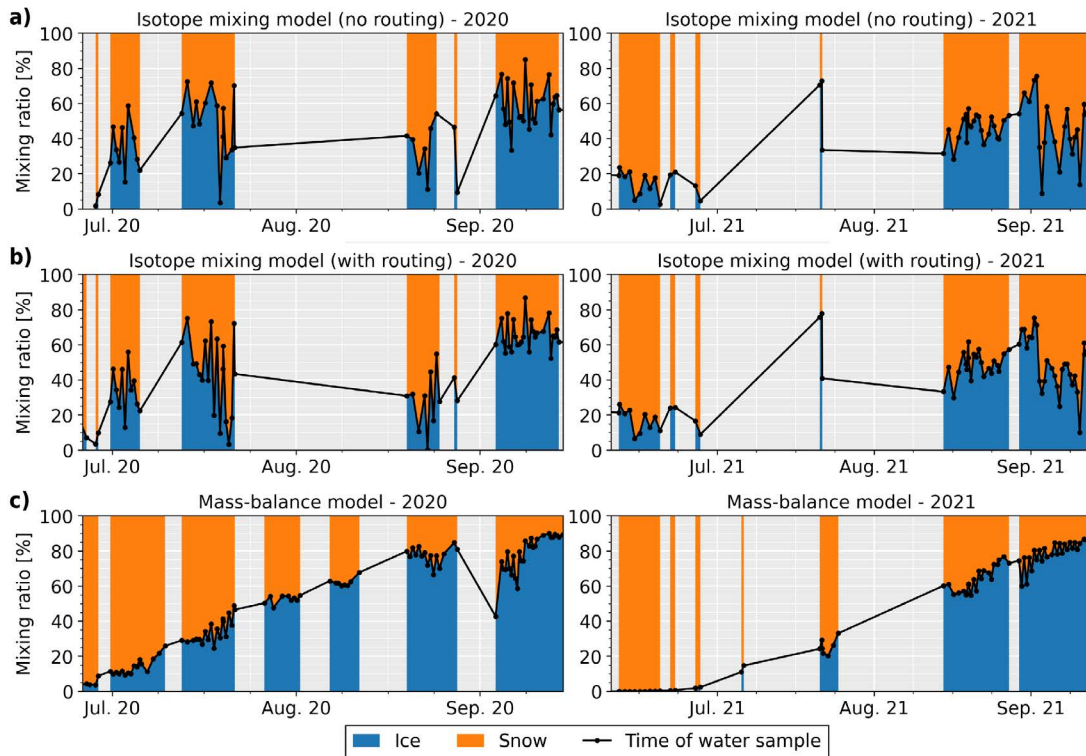 a) Isotope mixing model (no routing) - 2020 Isotope mixing model (no routing) - 2021
100
80
60
40
20
0
Mixing ratio [%]
Jul. 20 Aug. 20 Sep. 20 Jul. 21 Aug. 21 Sep. 21
b) Isotope mixing model (with routing) - 2020 Isotope mixing model (with routing) - 2021
100
80
60
40
20
0
Mixing ratio [%]
Jul. 20 Aug. 20 Sep. 20 Jul. 21 Aug. 21 Sep. 21
c) Mass-balance model - 2020 Mass-balance model - 2021
100
80
60
40
20
0
Mixing ratio [%]
Jul. 20 Aug. 20 Sep. 20 Jul. 21 Aug. 21 Sep. 21
Ice Snow Time of water sample